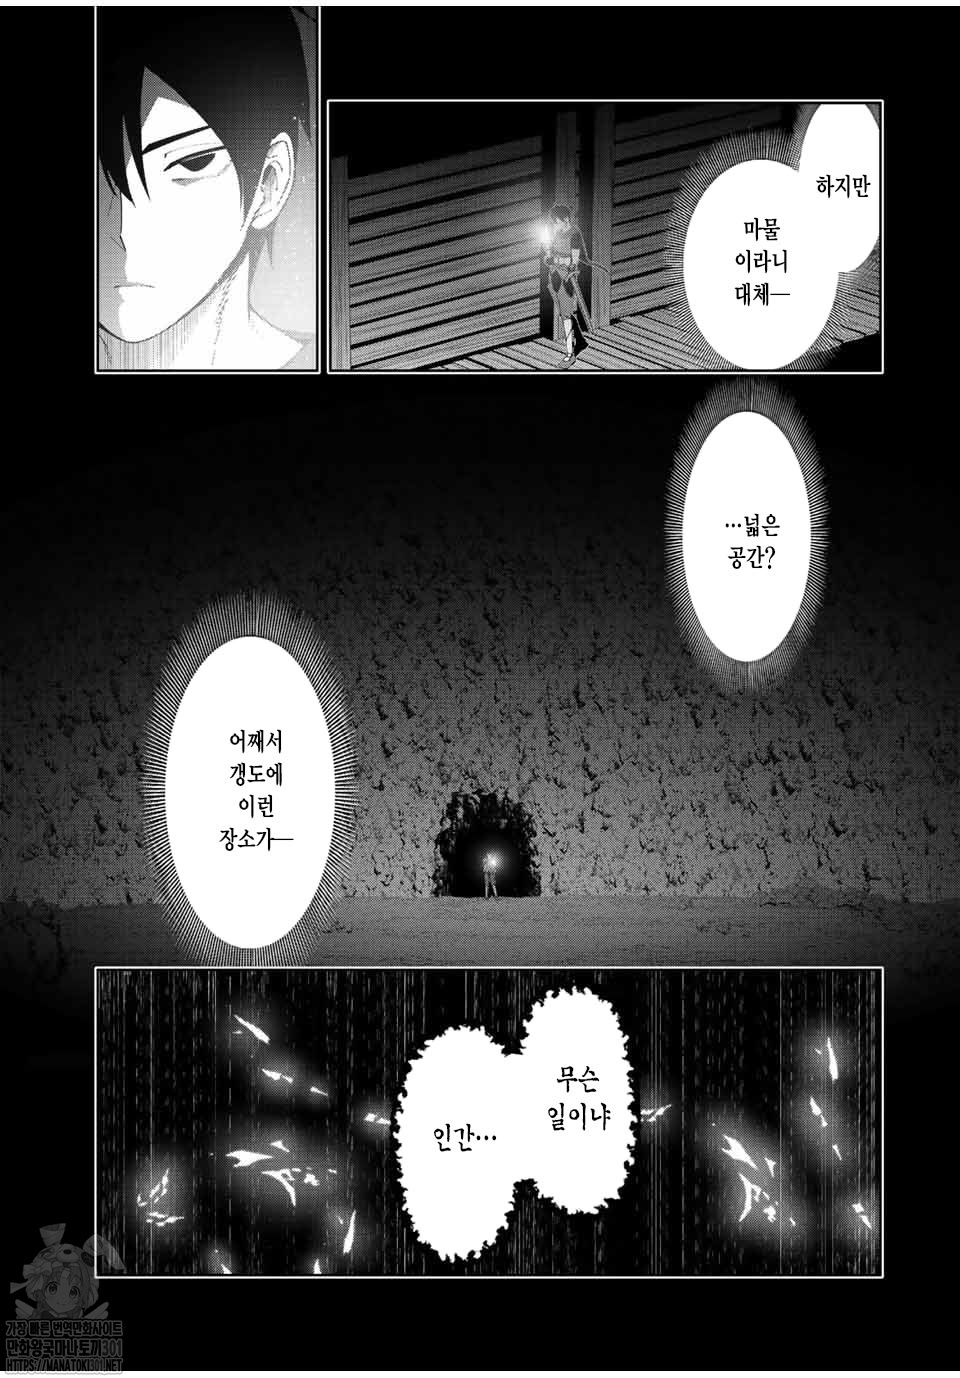 하지만
마물
이라니
대체—
…넓은
공간?
어째서
갱도에
이런
장소가—
무슨
일이냐
인간…
가장 빠른 번역만화사이트
만화왕국마나토끼301
HTTPS://MANATOKI301.NET